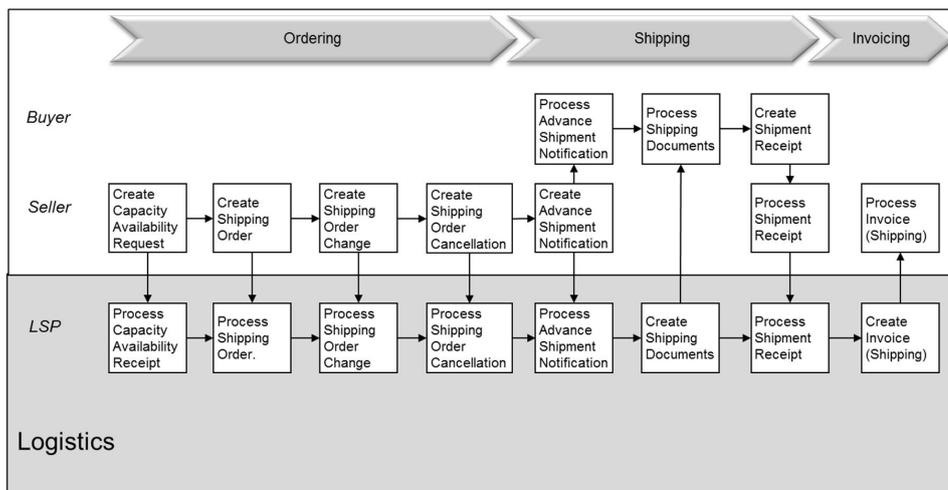 Ordering
Shipping
Invoicing
Buyer
Process
Advance
Shipment
Notification
Process
Shipping
Documents
Create
Shipment
Receipt
Seller
Create
Capacity
Availability
Request
Create
Shipping
Order
Create
Shipping
Order
Change
Create
Shipping
Order
Cancellation
Create
Advance
Shipment
Notification
Process
Shipment
Receipt
Process
Invoice
(Shipping)
LSP
Process
Capacity
Availability
Receipt
Process
Shipping
Order.
Process
Shipping
Order
Change
Process
Shipping
Order
Cancellation
Process
Advance
Shipment
Notification
Create
Shipping
Documents
Process
Shipment
Receipt
Create
Invoice
(Shipping)
Logistics